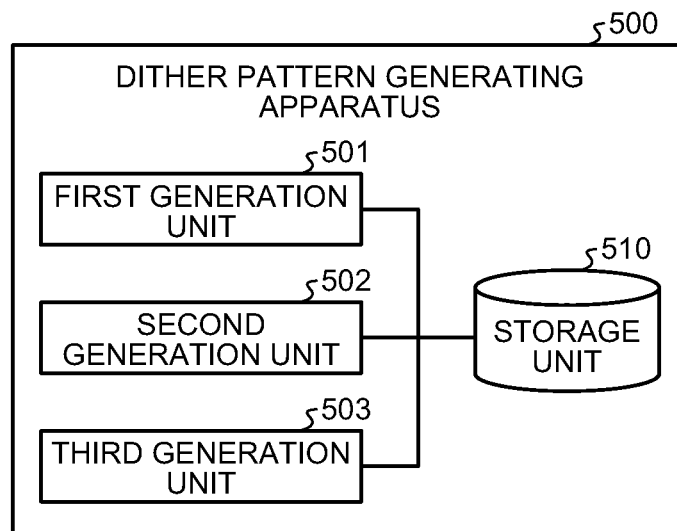 500
DITHER PATTERN GENERATING
APPARATUS
501
FIRST GENERATION
UNIT
502
SECOND
GENERATION UNIT
503
THIRD GENERATION
UNIT
510
STORAGE
UNIT